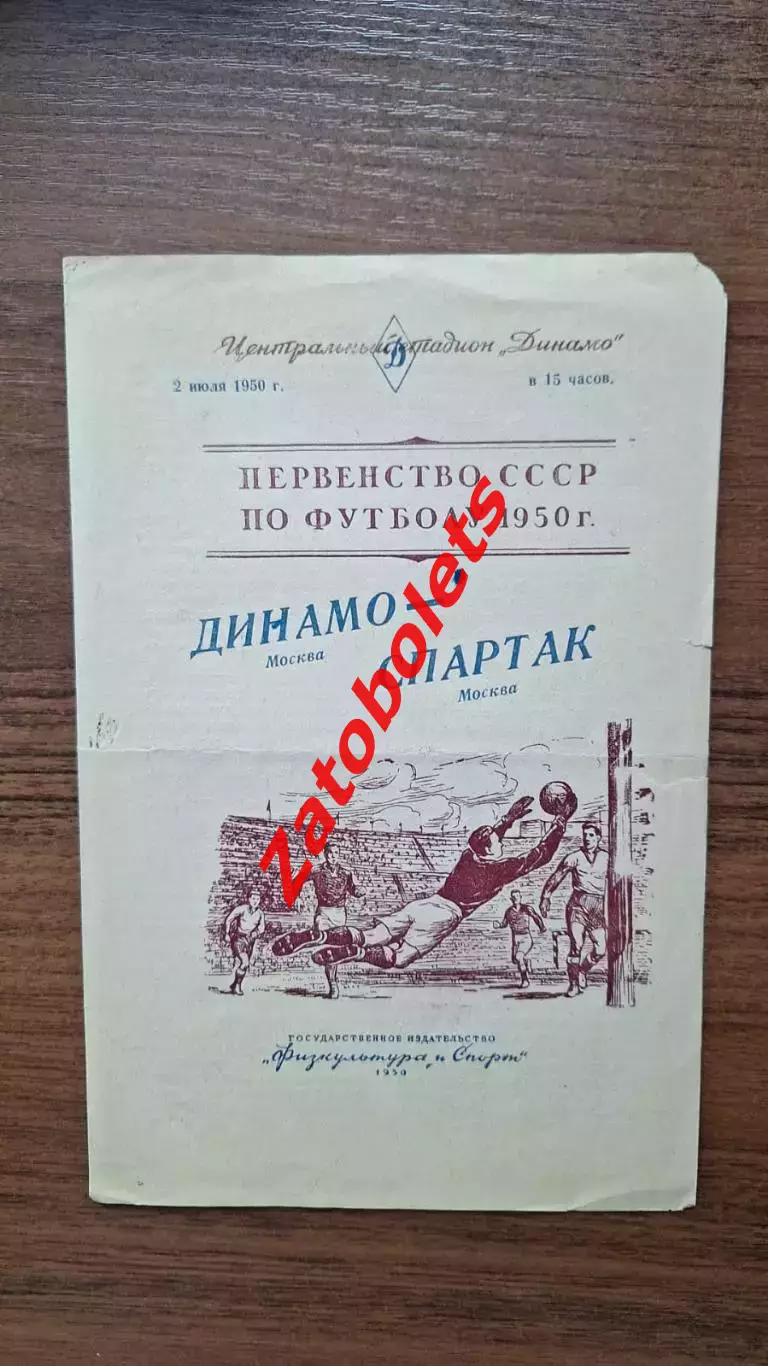 Центральный стадион „Динамо"
Д
2 июля 1950 г.
в 15 часов.
ПЕРВЕНСТВО СССР
ПО ФУТБОЛУ 1950 г.
ДИНАМО —
Москва
СПАРТАК
Москва
Zatobolets
ГОСУДАРСТВЕННОЕ ИЗДАТЕЛЬСТВО
„Физкультура и Спорт"
1950